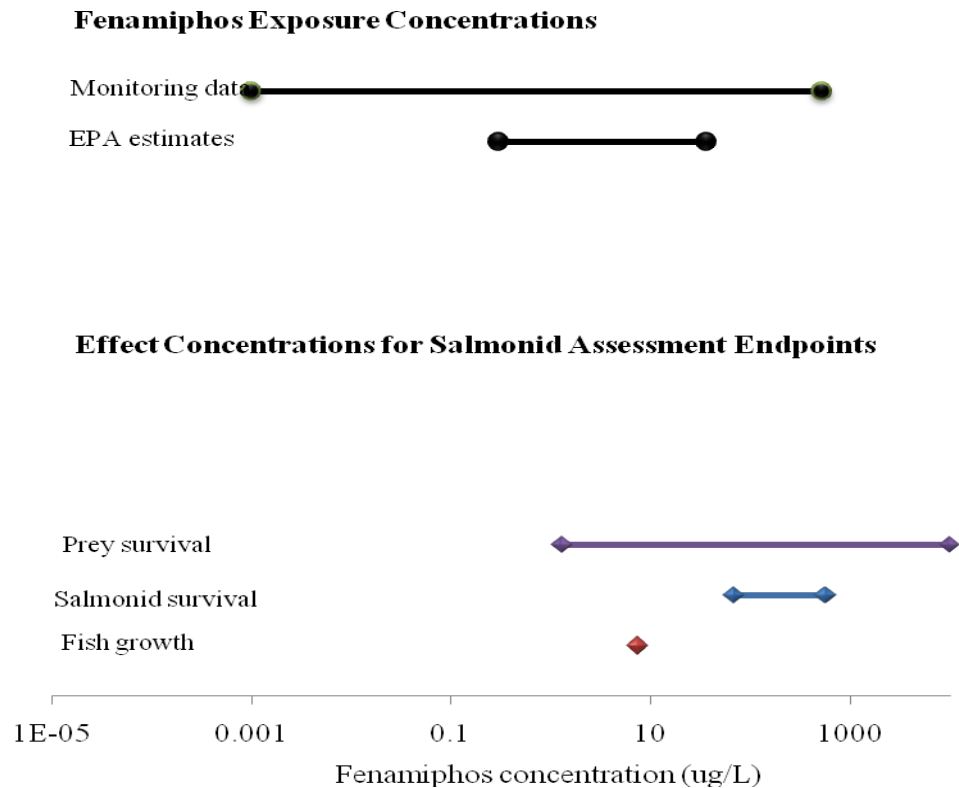 Fenamiphos Exposure Concentrations
Monitoring data
EPA estimates
Effect Concentrations for Salmonid Assessment Endpoints
Prey survival
Salmonid survival
Fish growth
1E-05 0.001 0.1 10 1000
Fenamiphos concentration (ug/L)